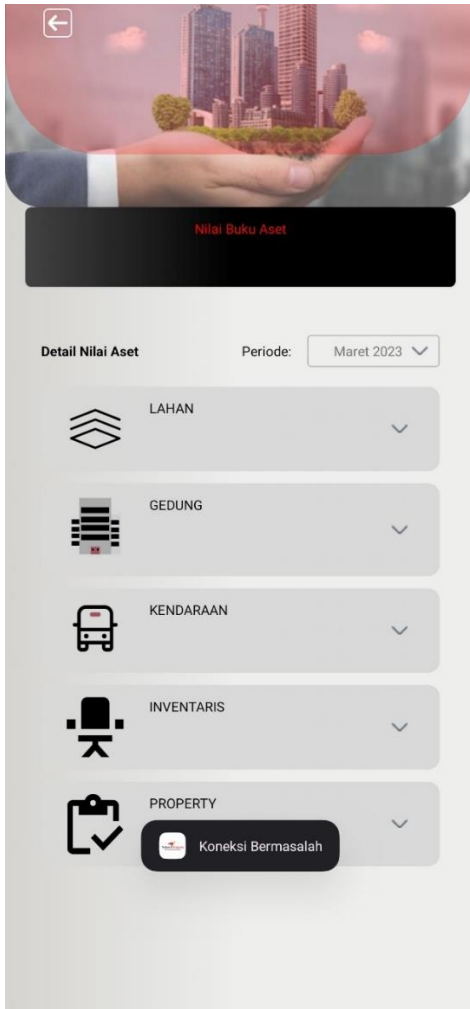 Nilai Buku Aset
Detail Nilai Aset Periode: Maret 2023
LAHAN
GEDUNG
KENDARAAN
INVENTARIS
PROPERTY
Koneksi Bermasalah